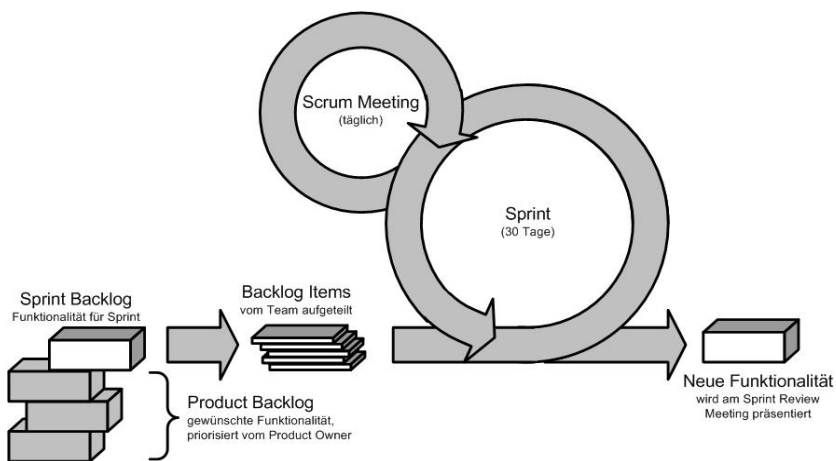 Scrum Meeting
(täglich)
Sprint
(30 Tage)
Sprint Backlog
Funktionalität für Sprint
Backlog Items
vom Team aufgeteilt
Product Backlog
gewünschte Funktionalität,
priorisiert vom Product Owner
Neue Funktionalität
wird am Sprint Review
Meeting präsentiert